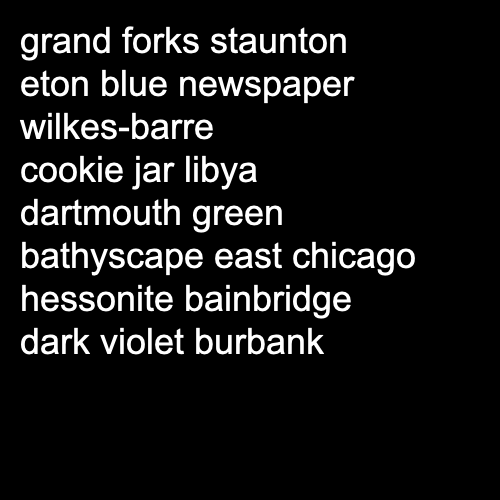 grand forks staunton
eton blue newspaper
wilkes-barre
cookie jar libya
dartmouth green
bathyscape east chicago
hessonite bainbridge
dark violet burbank